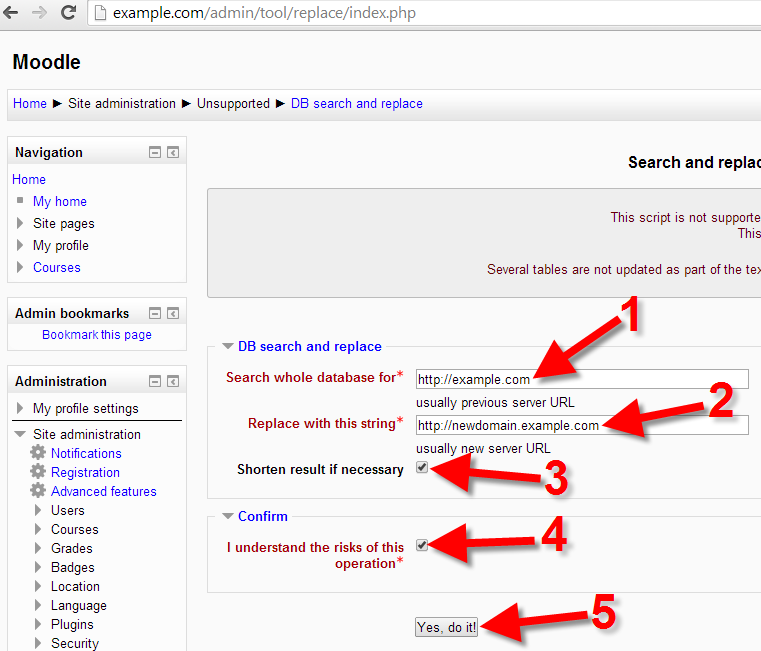 example.com/admin/tool/replace/index.php
Moodle
Home ► Site administration ► Unsupported ► DB search and replace
Navigation
Home
My home
Site pages
My profile
Courses
Admin bookmarks
Bookmark this page
Administration
My profile settings
Site administration
Notifications
Registration
Advanced features
Users
Courses
Grades
Badges
Location
Language
Plugins
Security
Search and
This script is not
This
Several tables are not updated as part of the
1
DB search and replace
Search whole database for* http://example.com
usually previous server URL
2
Replace with this string* http://newdomain.example.com
usually new server URL
Shorten result if necessary
3
Confirm
I understand the risks of this
operation*
4
Yes, do it!
5